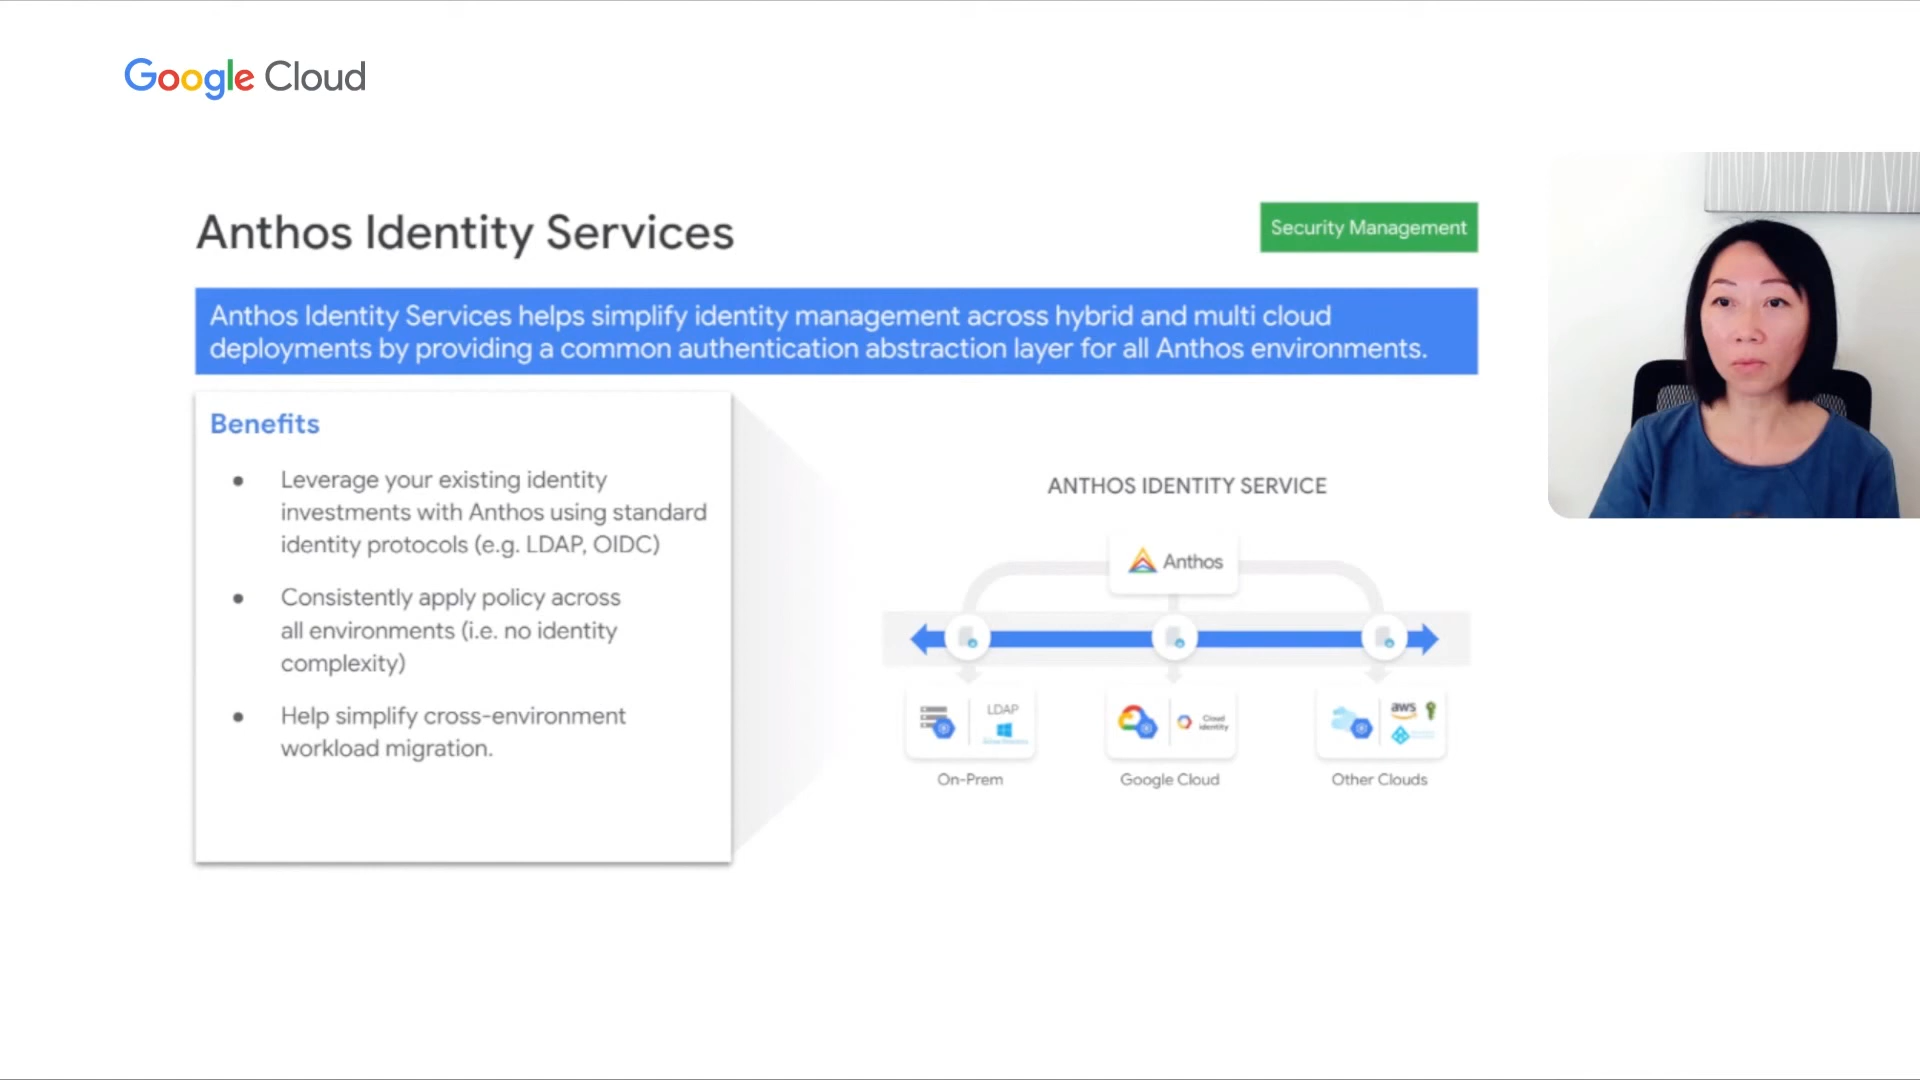 Google Cloud
Anthos Identity Services
Security Management
Anthos Identity Services helps simplify identity management across hybrid and multi cloud
deployments by providing a common authentication abstraction layer for all Anthos environments.
Benefits
● Leverage your existing identity
investments with Anthos using standard
identity protocols (e.g. LDAP, OIDC)
● Consistently apply policy across
all environments (i.e. no identity
complexity)
● Help simplify cross-environment
workload migration.
ANTHOS IDENTITY SERVICE
Anthos
LDAP
Cloud
Identity
aws
On-Prem
Google Cloud
Other Clouds